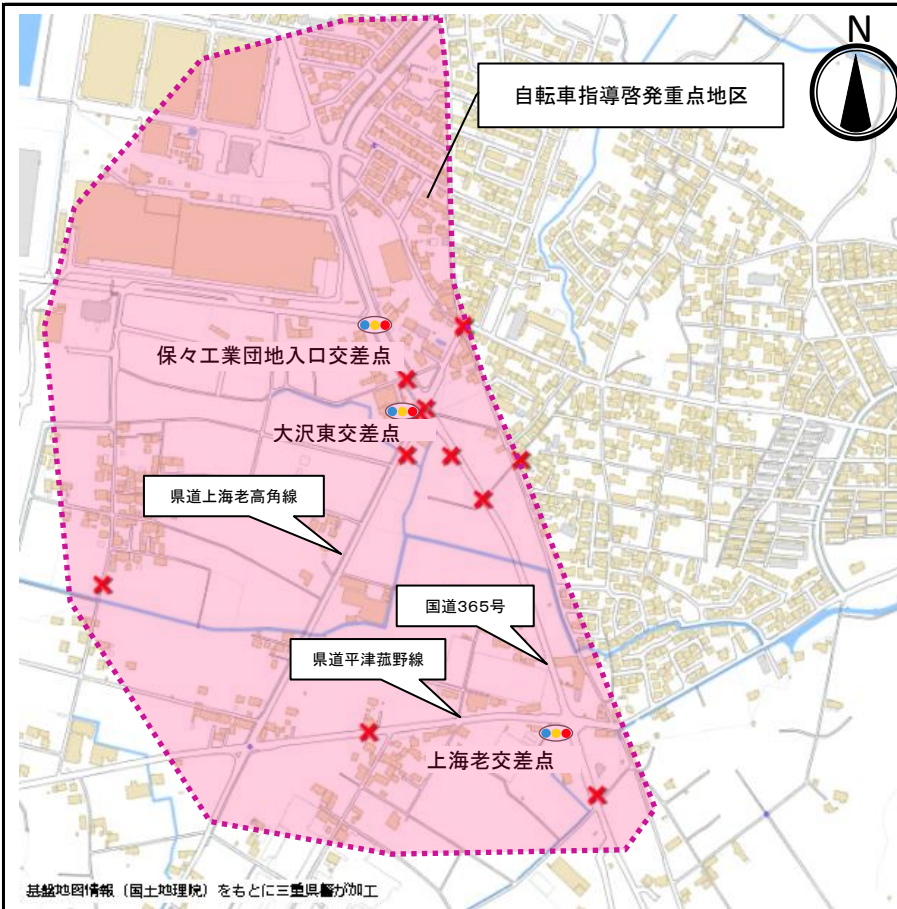 N
自転車指導啓発重点地区
保々工業団地入口交差点
大沢東交差点
県道上海老高角線
国道365号
県道平津菰野線
上海老交差点
基盤地図情報(国土地理院)をもとに三重県警が加工